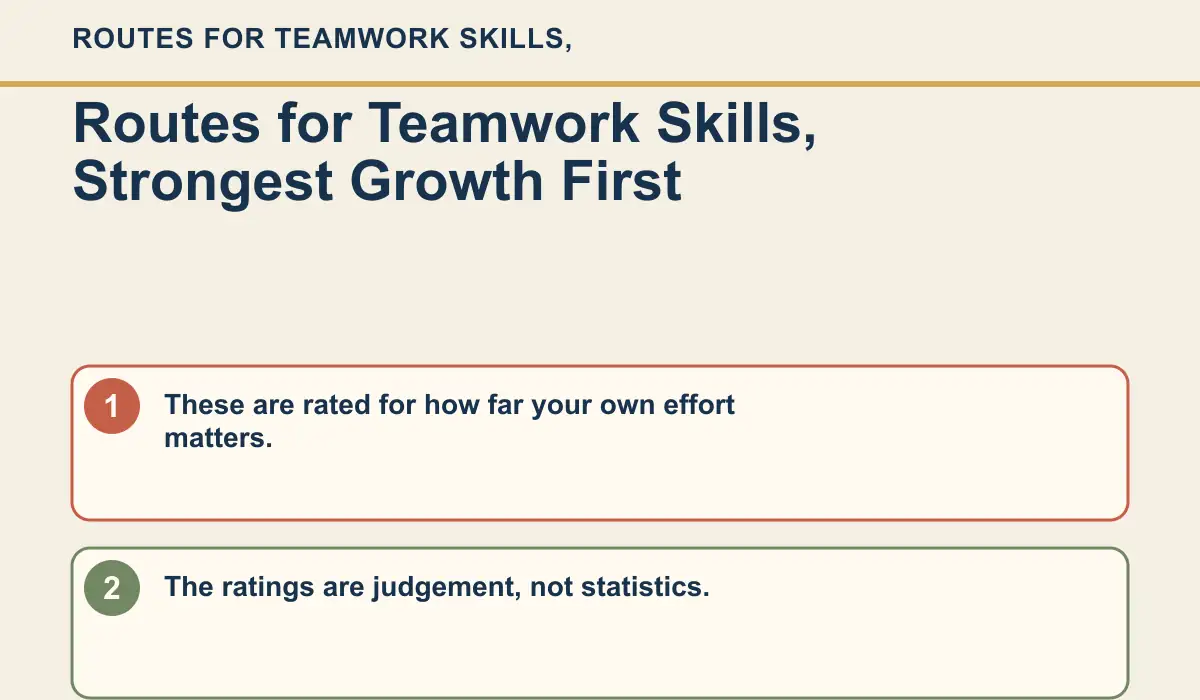 ROUTES FOR TEAMWORK SKILLS,
Routes for Teamwork Skills,
Strongest Growth First
1
These are rated for how far your own effort
matters.
2
The ratings are judgement, not statistics.